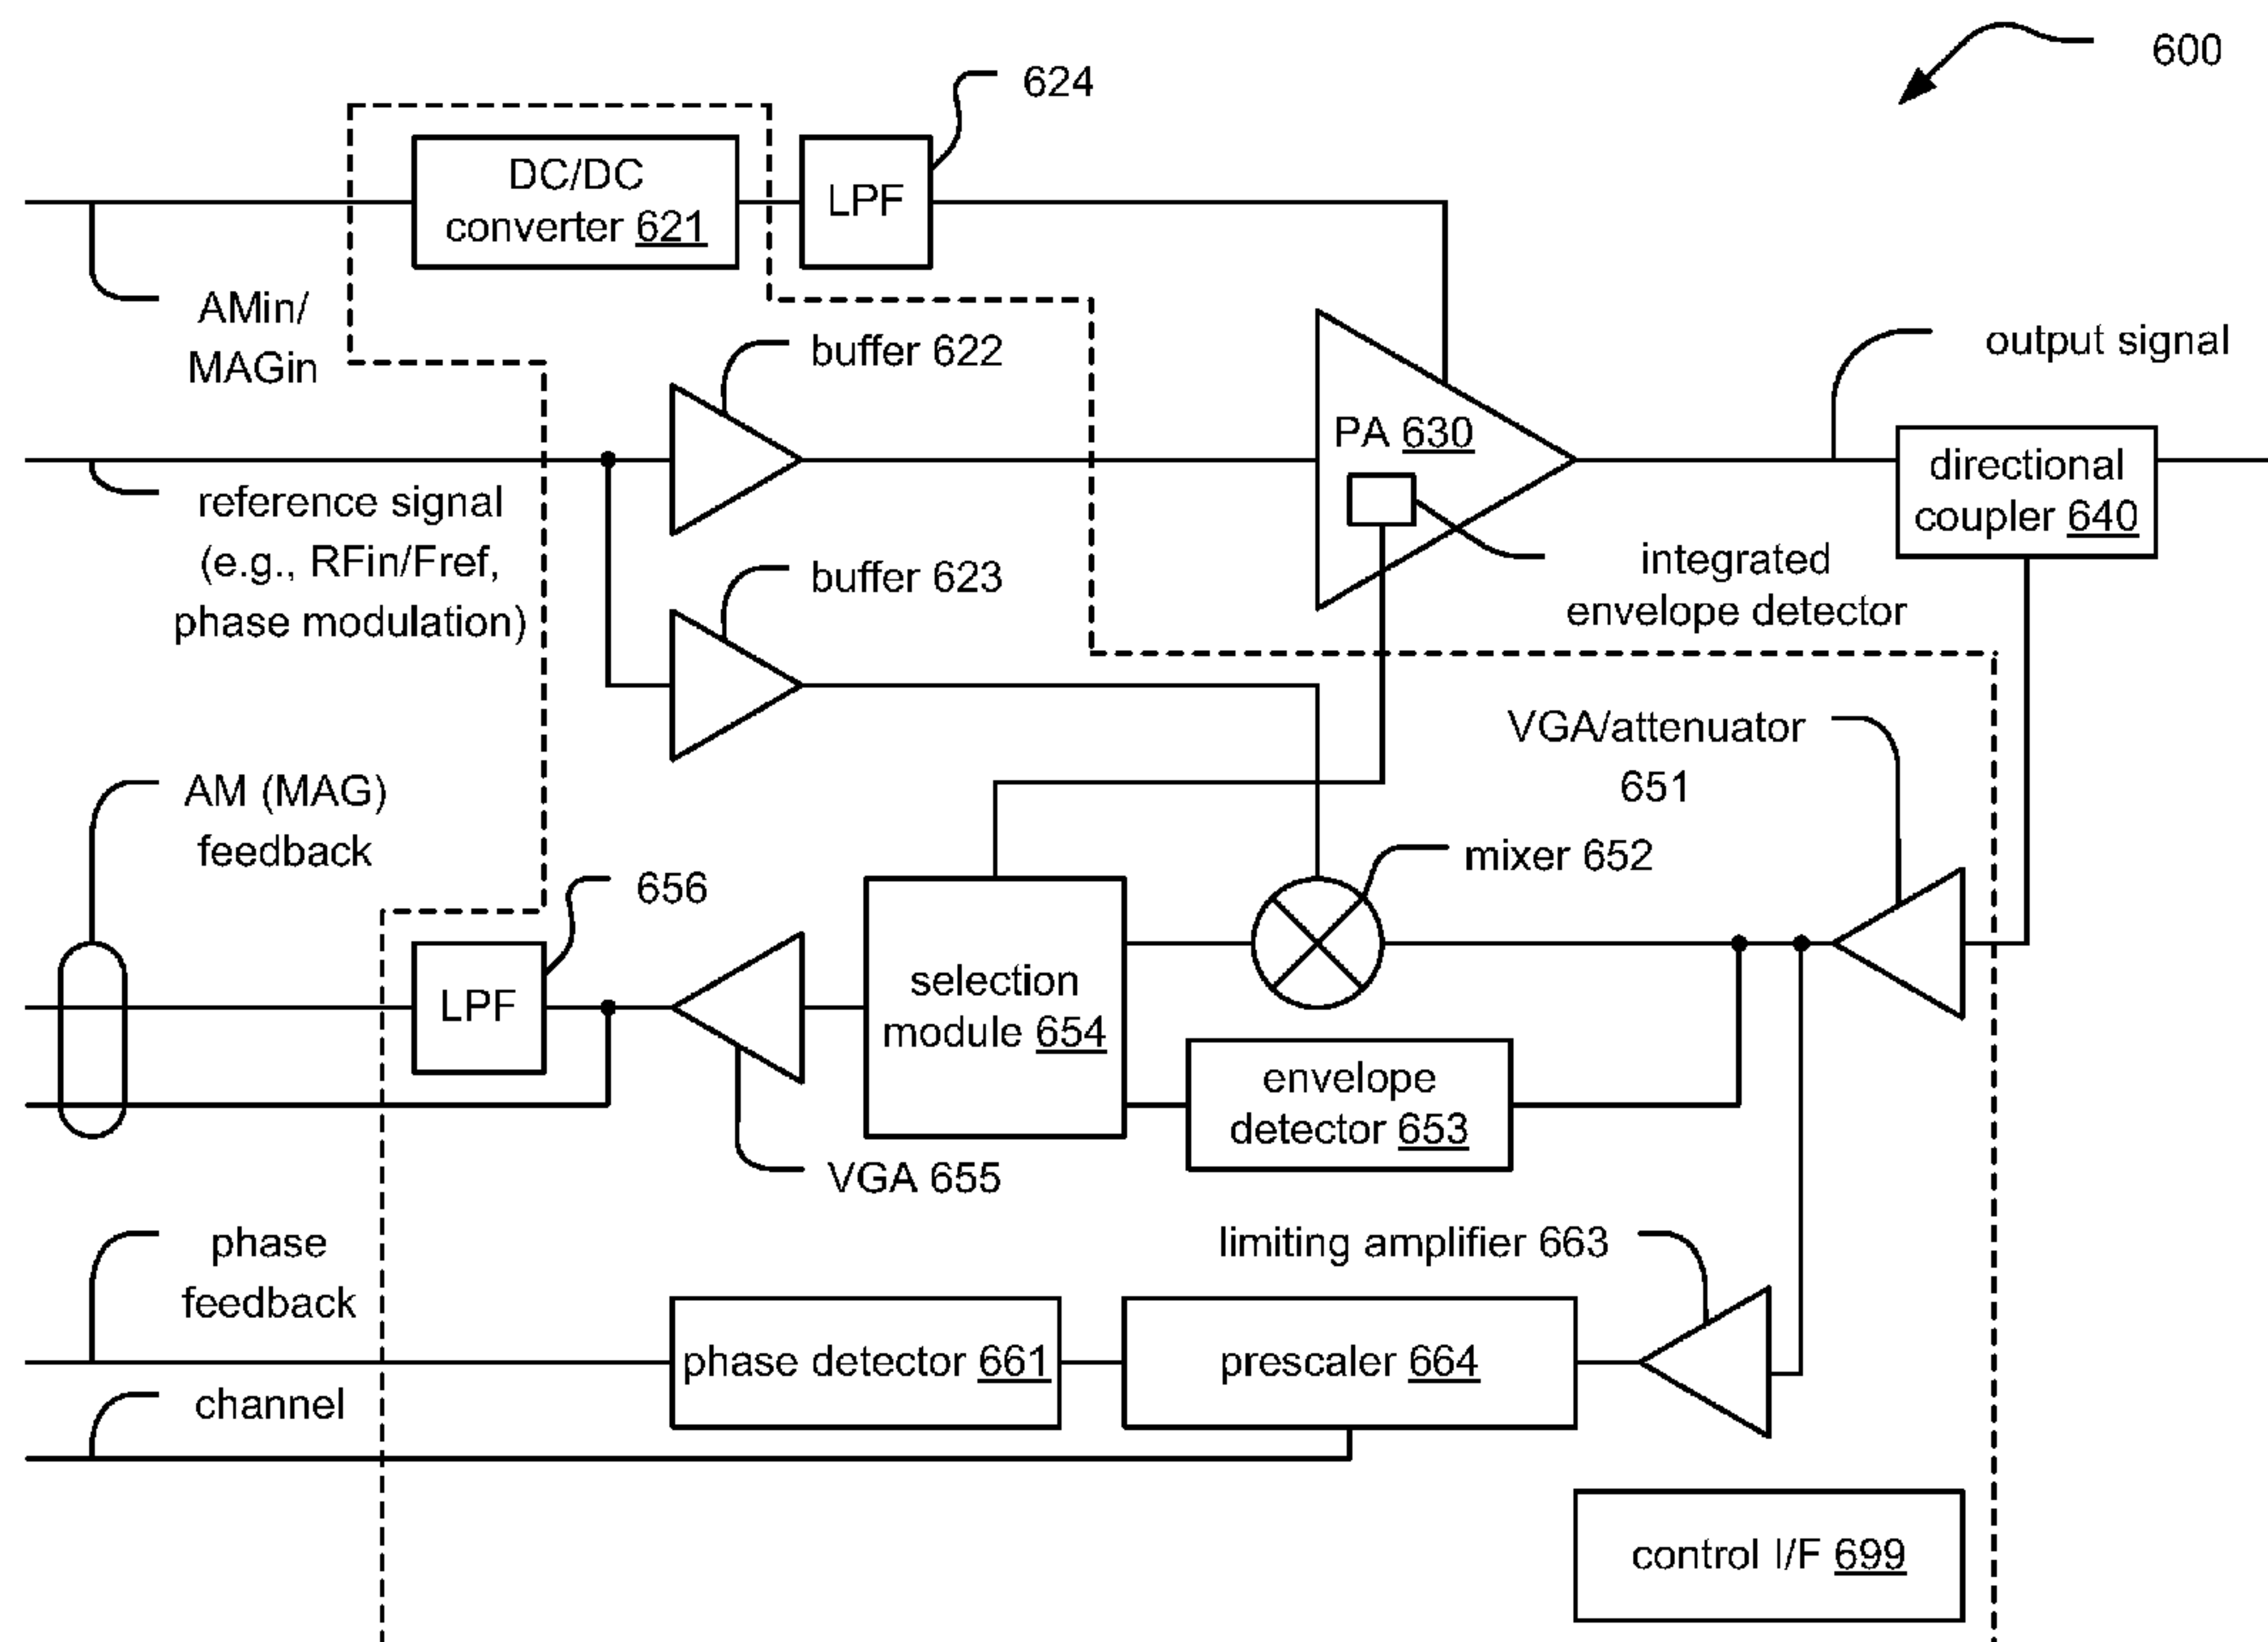 600
624
DC/DC
converter 621
LPF
AMin/
MAGin
buffer 622
output signal
PA 630
directional
coupler 640
reference signal
(e.g., RFin/Fref,
phase modulation)
integrated
envelope detector
buffer 623
VGA/attenuator
651
AM (MAG)
feedback
mixer 652
656
LPF
selection
module 654
envelope
detector 653
VGA 655
phase
feedback
limiting amplifier 663
phase detector 661
prescaler 664
channel
control I/F 699